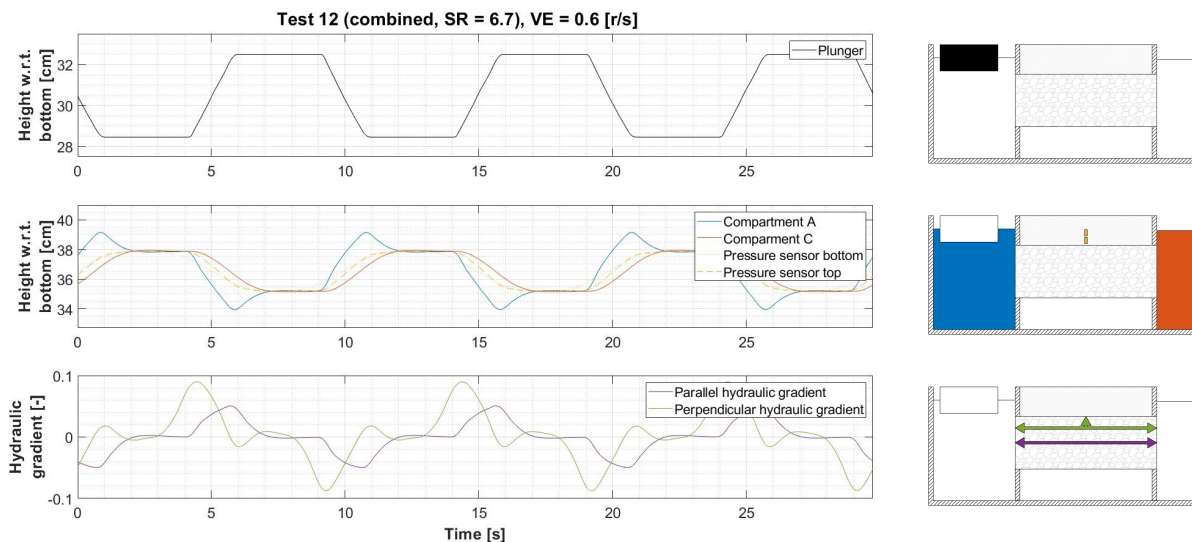 Test 12 (combined, SR = 6.7), VE = 0.6 [r/s]
Height w.r.t.
bottom [cm]
32
30
28
Plunger
0 5 10 15 20 25
Height w.r.t.
bottom [cm]
40
38
36
34
Compartment A
Comparment C
Pressure sensor bottom
Pressure sensor top
0 5 10 15 20 25
Hydraulic
gradient [-]
0.1
0
-0.1
Parallel hydraulic gradient
Perpendicular hydraulic gradient
0 5 10 15 20 25
Time [s]